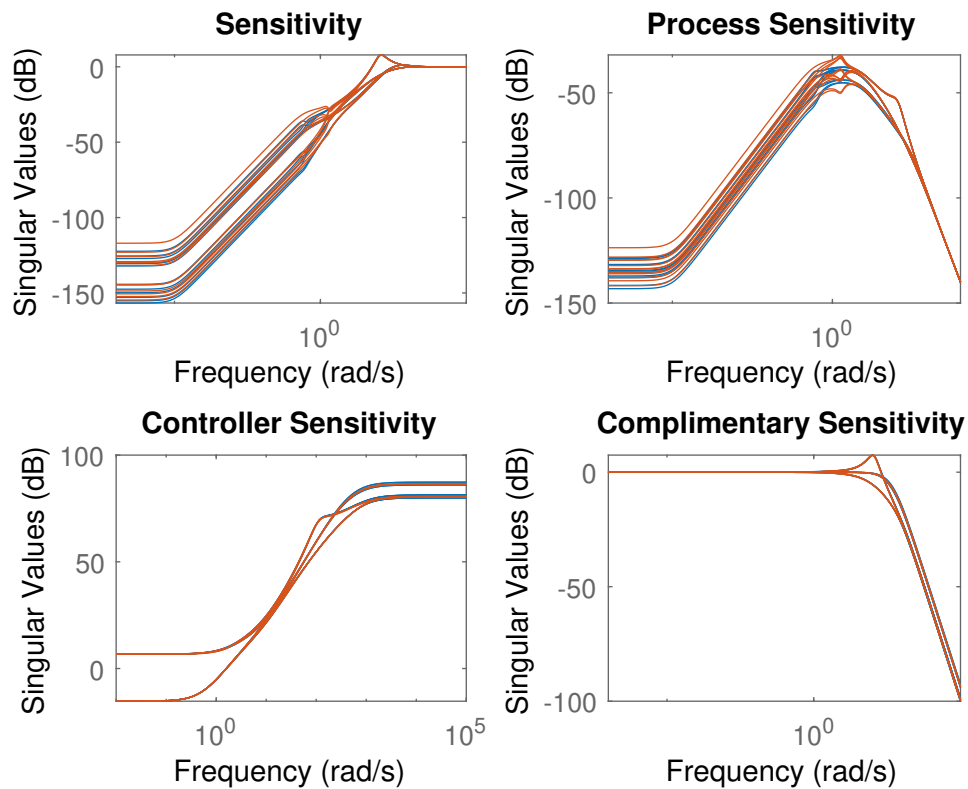 Sensitivity
Singular Values (dB)
0
-50
-100
-150
10^0
Frequency (rad/s)
Process Sensitivity
Singular Values (dB)
-50
-100
-150
10^0
Frequency (rad/s)
Controller Sensitivity
Singular Values (dB)
100
50
0
10^0
10^5
Frequency (rad/s)
Complimentary Sensitivity
Singular Values (dB)
0
-50
-100
10^0
Frequency (rad/s)